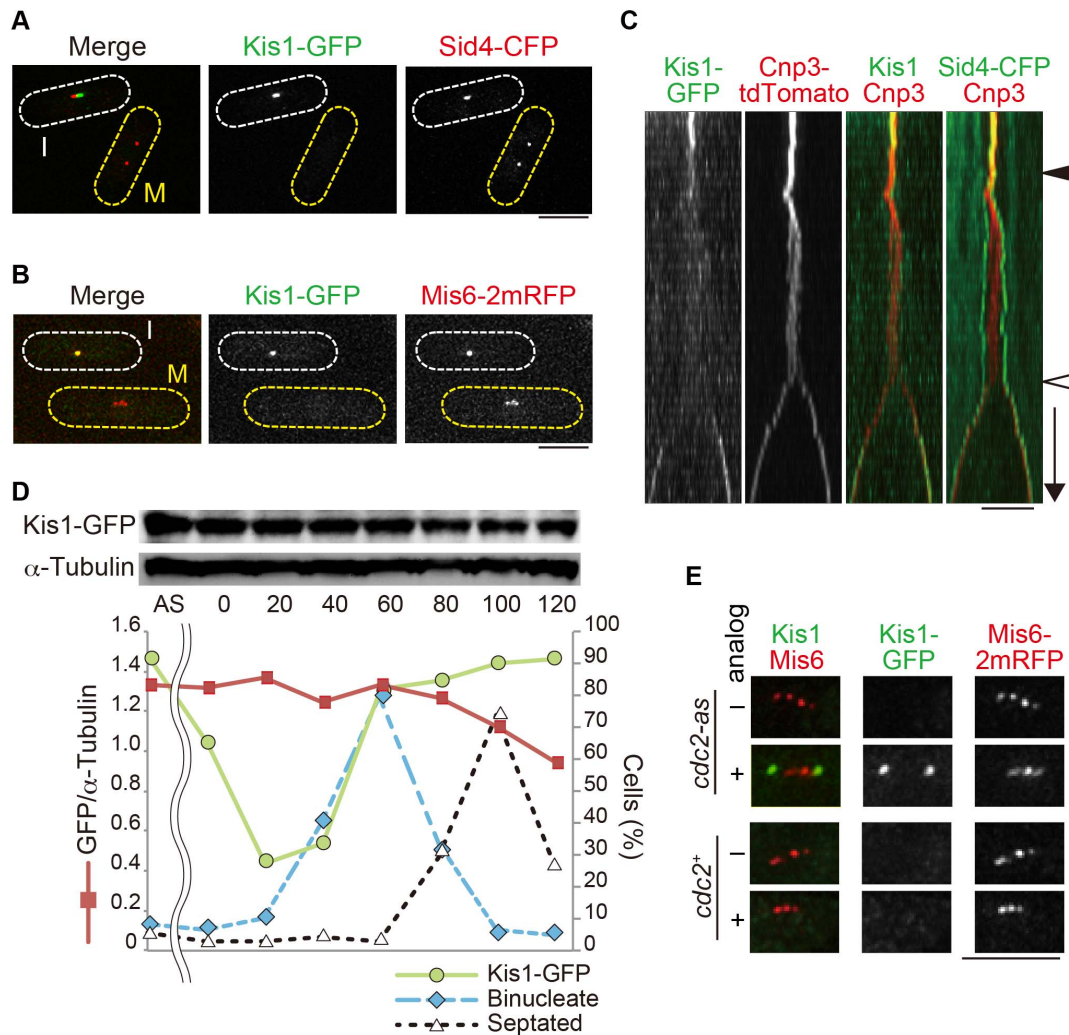 A
Merge
Kis1-GFP
Sid4-CFP
I
M
B
Merge
Kis1-GFP
Mis6-2mRFP
I
M
C
Kis1-
GFP
Cnp3-
tdTomato
Kis1
Cnp3
Sid4-CFP
Cnp3
D
Kis1-GFP
α-Tubulin
AS 0 20 40 60 80 100 120
1.6
1.4
1.2
1.0
0.8
0.6
0.4
0.2
0
GFP/α-Tubulin
100
90
80
70
60
50
40
30
20
10
0
Cells (%)
Kis1-GFP
Binucleate
Septated
E
analog
Kis1
Mis6
Kis1-
GFP
Mis6-
2mRFP
cdc2-as
−
+
cdc2+
−
+